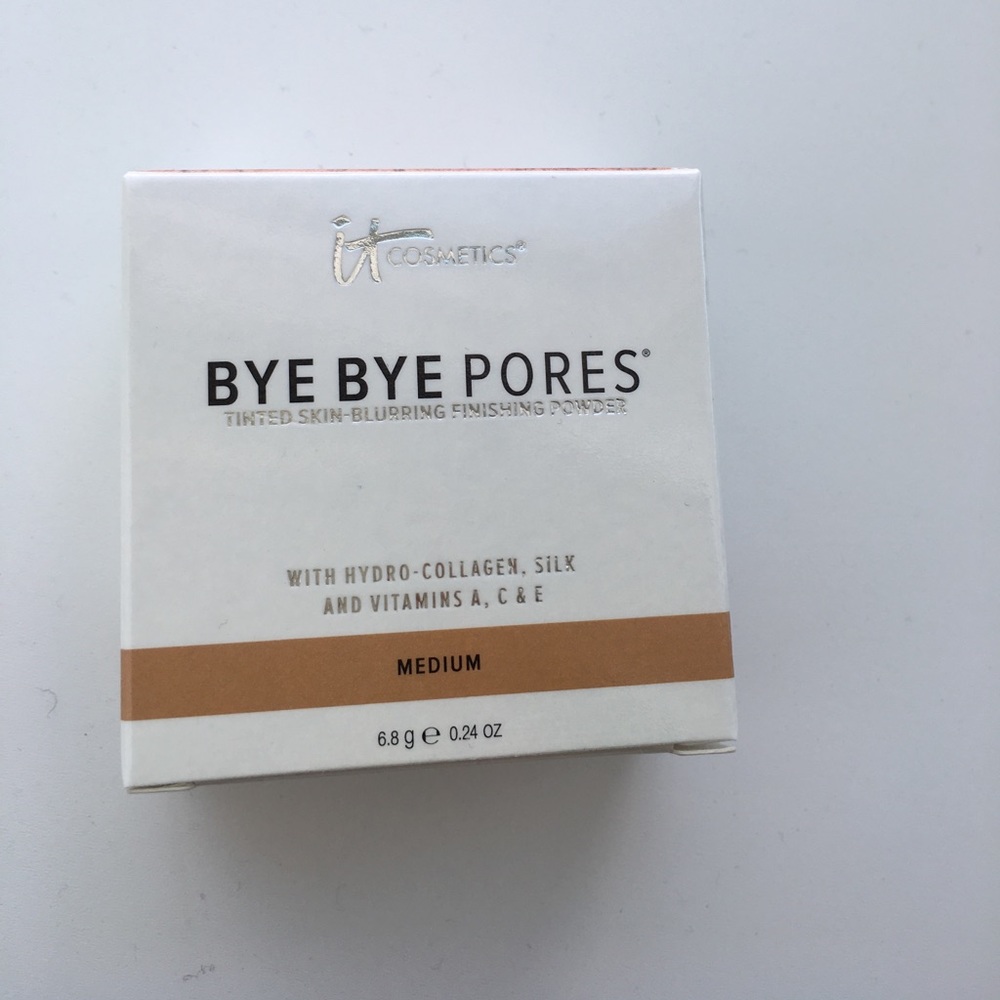 it COSMETICS®
BYE BYE PORES®
TINTED SKIN-BLURRING FINISHING POWDER
WITH HYDRO-COLLAGEN, SILK
AND VITAMINS A, C & E
MEDIUM
6.8 g ℮ 0.24 OZ